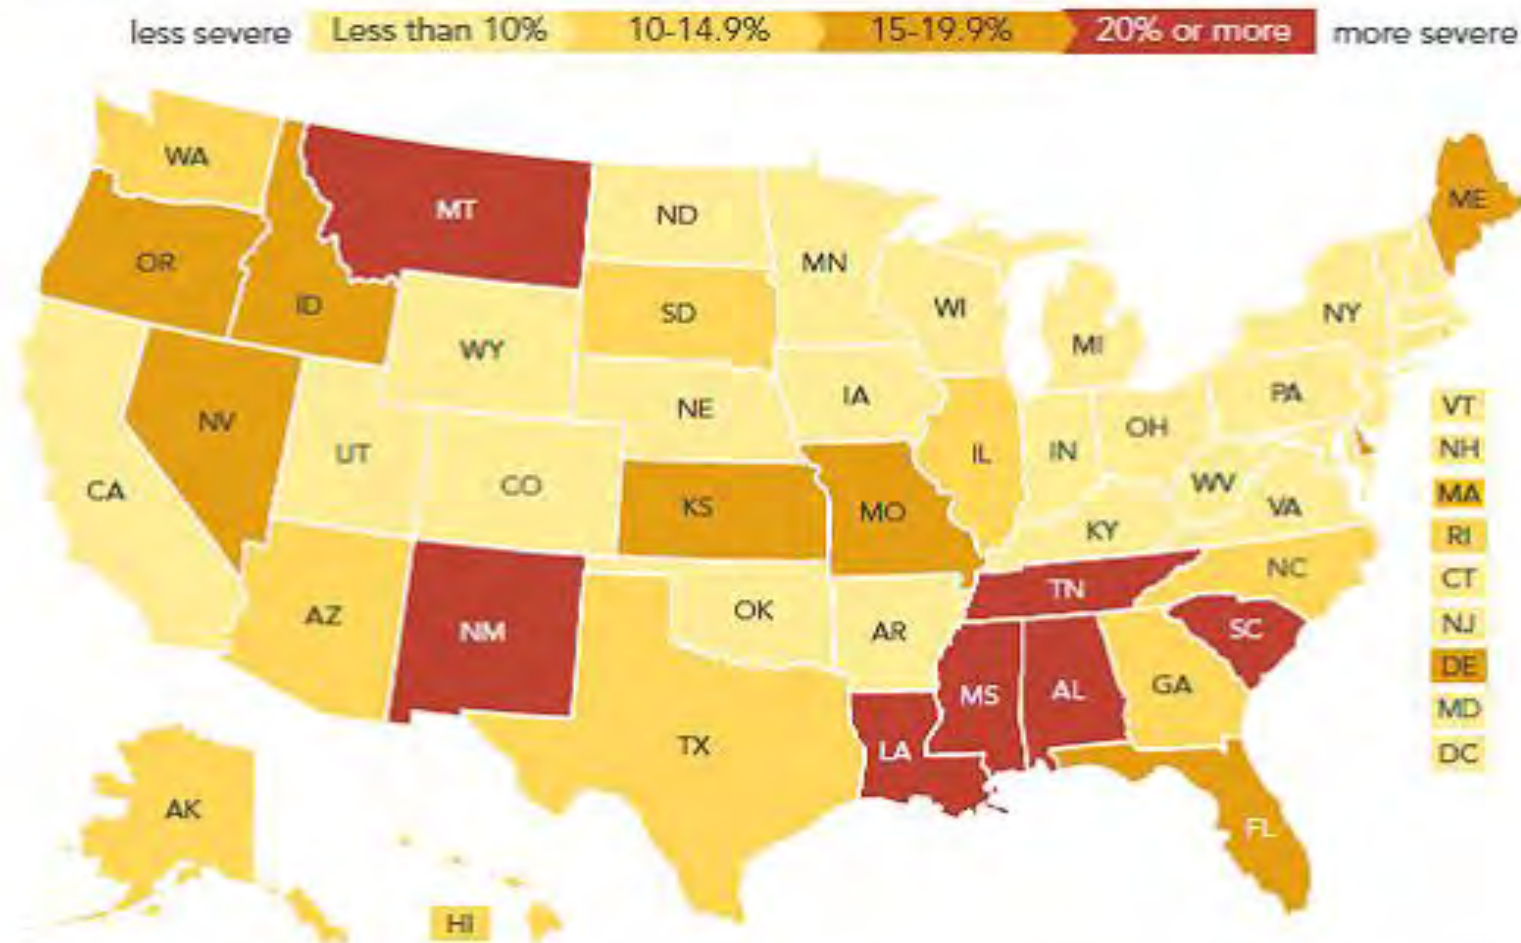 less severe Less than 10% 10-14.9% 15-19.9% 20% or more more severe
WA
MT
ND
ME
OR
ID
MN
SD
WI
NY
WY
MI
NE
IA
PA
NV
UT
CO
IL
IN
OH
CA
KS
MO
WV
VA
KY
VT
NH
MA
RI
CT
NJ
DE
MD
DC
NC
TN
AZ
NM
OK
AR
SC
MS
AL
GA
TX
LA
FL
AK
HI